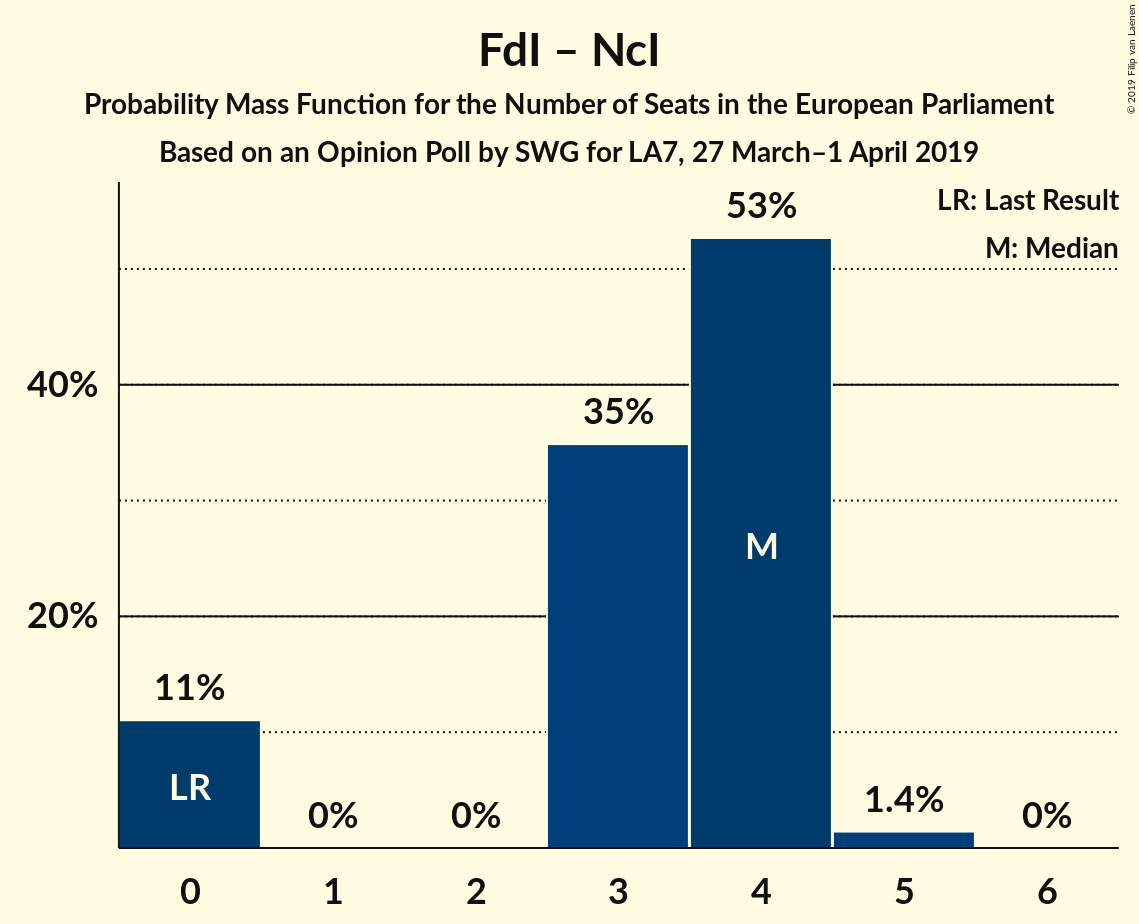 FdI – NcI
Probability Mass Function for the Number of Seats in the European Parliament
Based on an Opinion Poll by SWG for LA7, 27 March–1 April 2019
© 2019 Filip van Laenen
LR: Last Result
M: Median
53%
40%
35%
M
20%
11%
LR
0%
0%
1.4%
0%
0 1 2 3 4 5 6